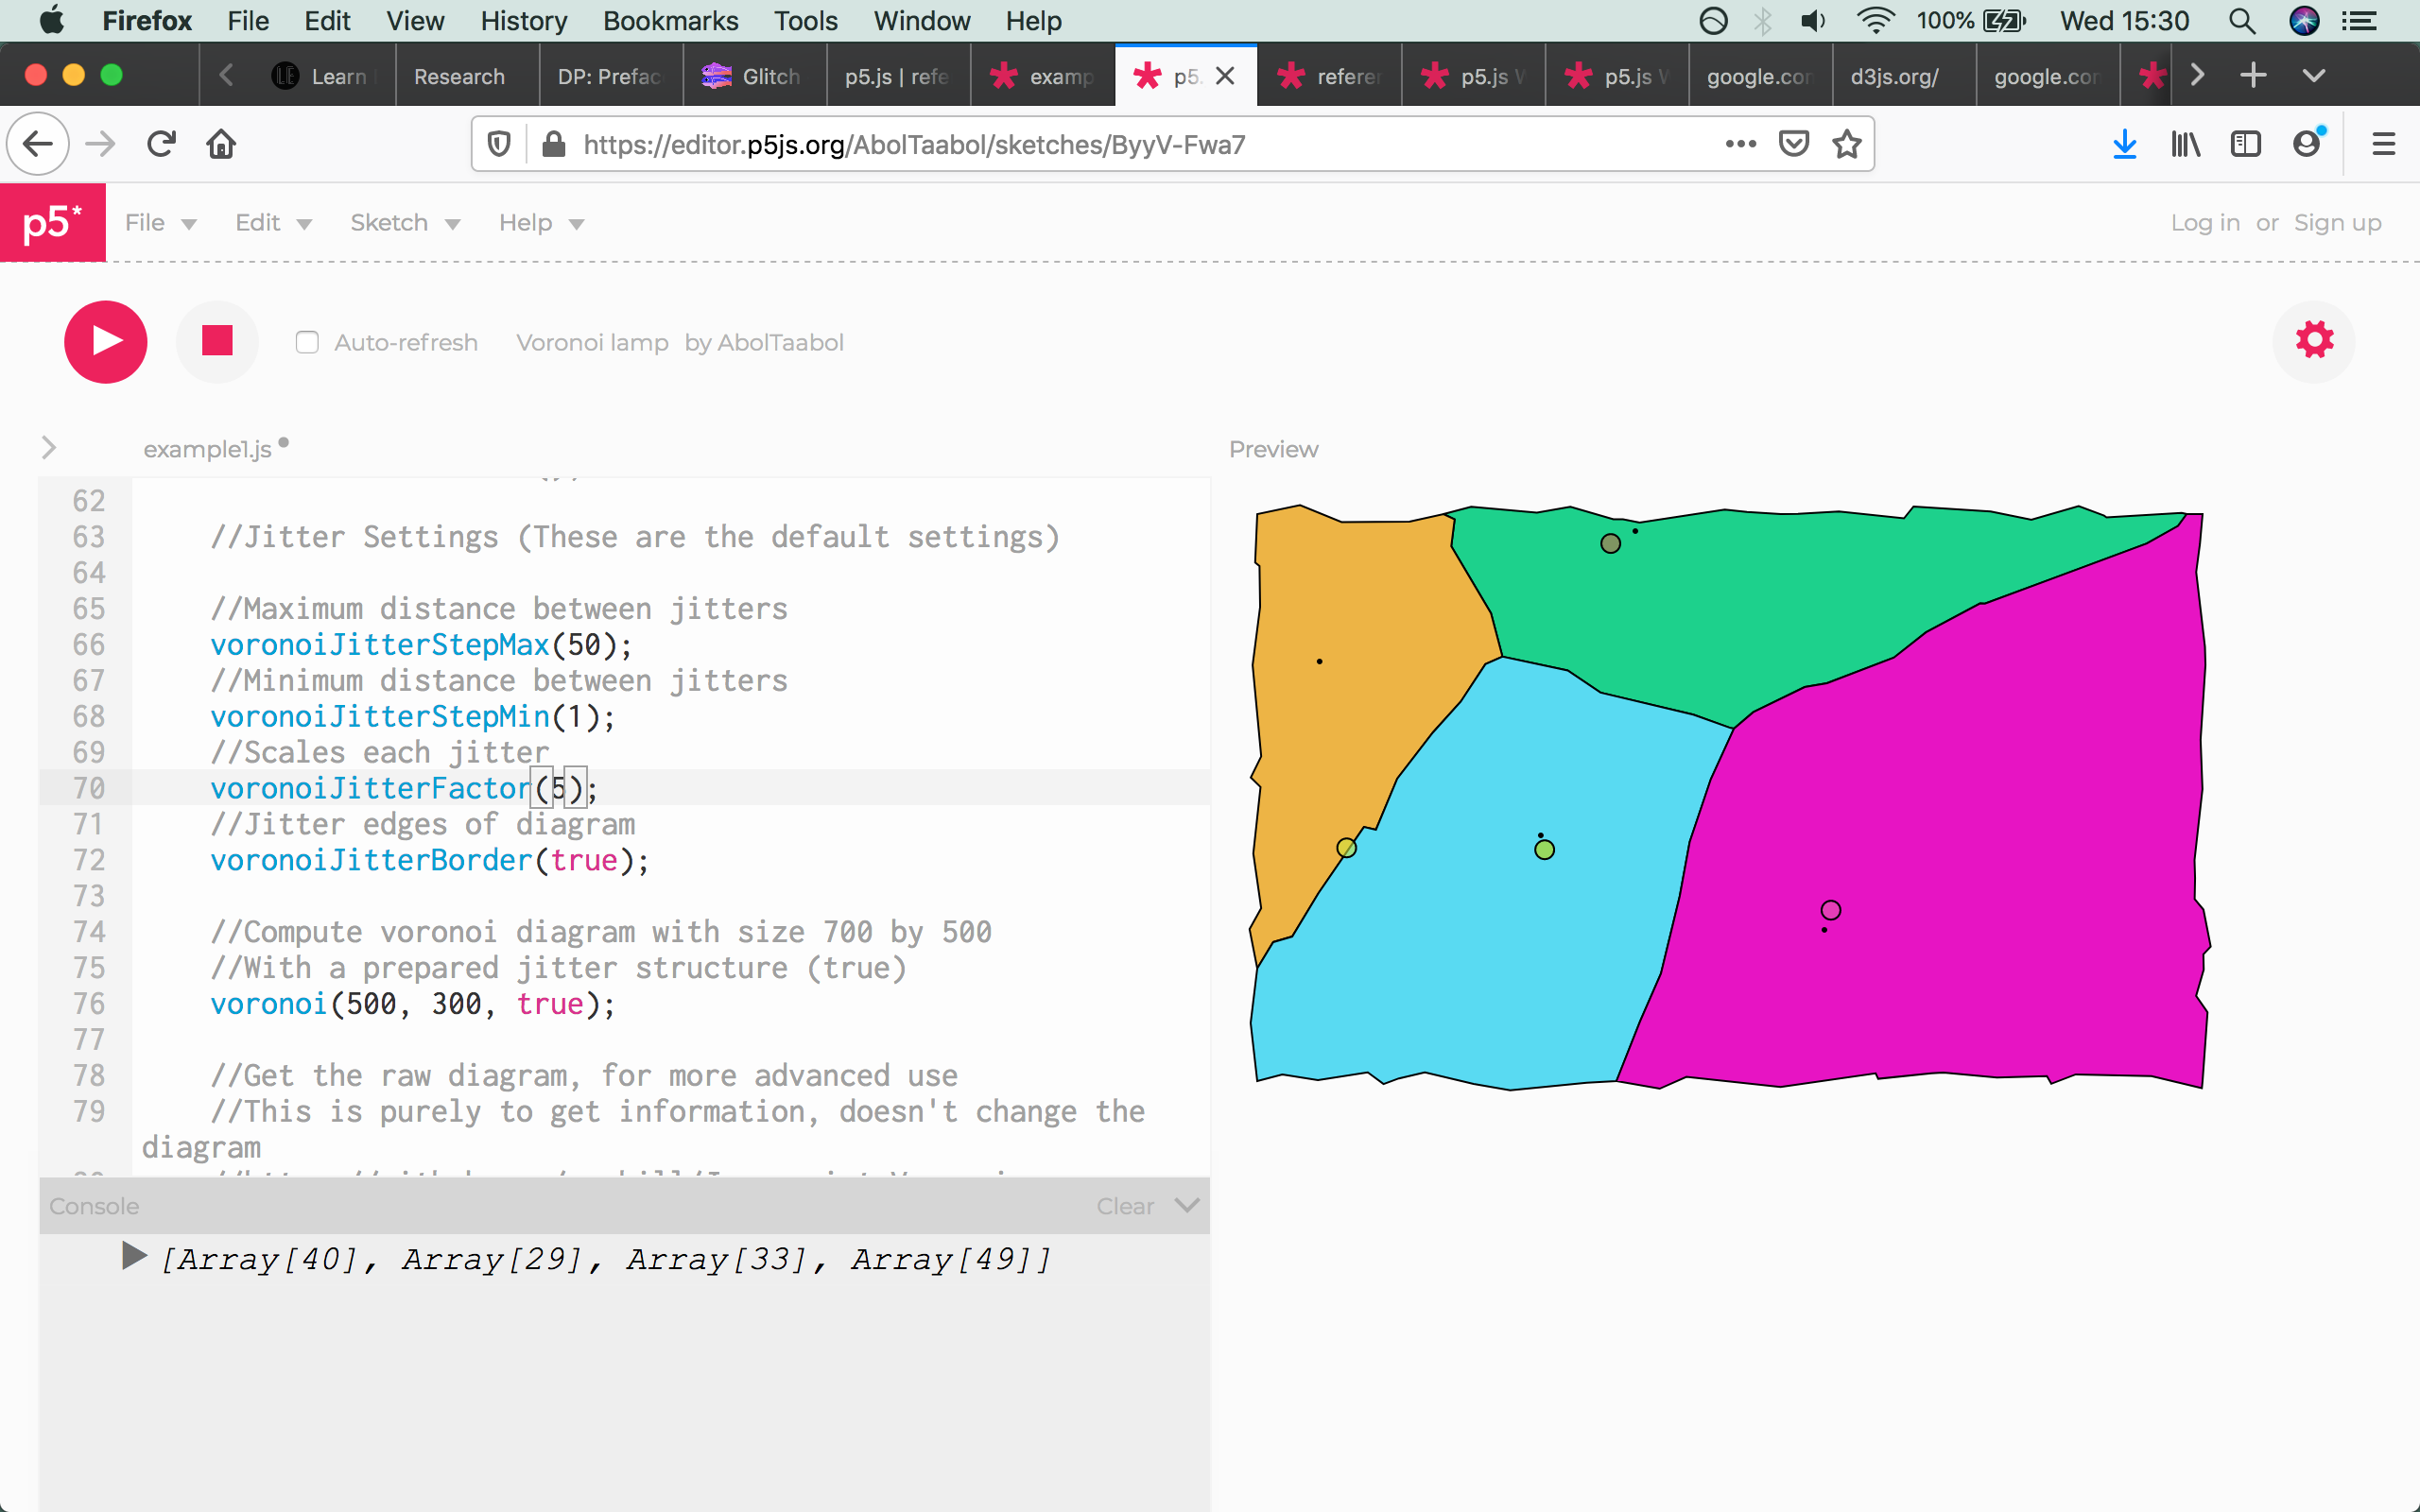 Firefox File Edit View History Bookmarks Tools Window Help 100% Wed 15:30
LE Learn Research DP: Preface Glitch p5.js | refe examp p5. referen p5.js p5.js google.com d3js.org/ google.com
https://editor.p5js.org/AbolTaabol/sketches/ByyV-Fwa7
p5* File Edit Sketch Help Log in or Sign up
Auto-refresh Voronoi lamp by AbolTaabol
example1.js Preview
62
63 //Jitter Settings (These are the default settings)
64
65 //Maximum distance between jitters
66 voronoiJitterStepMax(50);
67 //Minimum distance between jitters
68 voronoiJitterStepMin(1);
69 //Scales each jitter
70 voronoiJitterFactor(5);
71 //Jitter edges of diagram
72 voronoiJitterBorder(true);
73
74 //Compute voronoi diagram with size 700 by 500
75 //With a prepared jitter structure (true)
76 voronoi(500, 300, true);
77
78 //Get the raw diagram, for more advanced use
79 //This is purely to get information, doesn't change the
diagram
Console Clear
[Array[40], Array[29], Array[33], Array[49]]